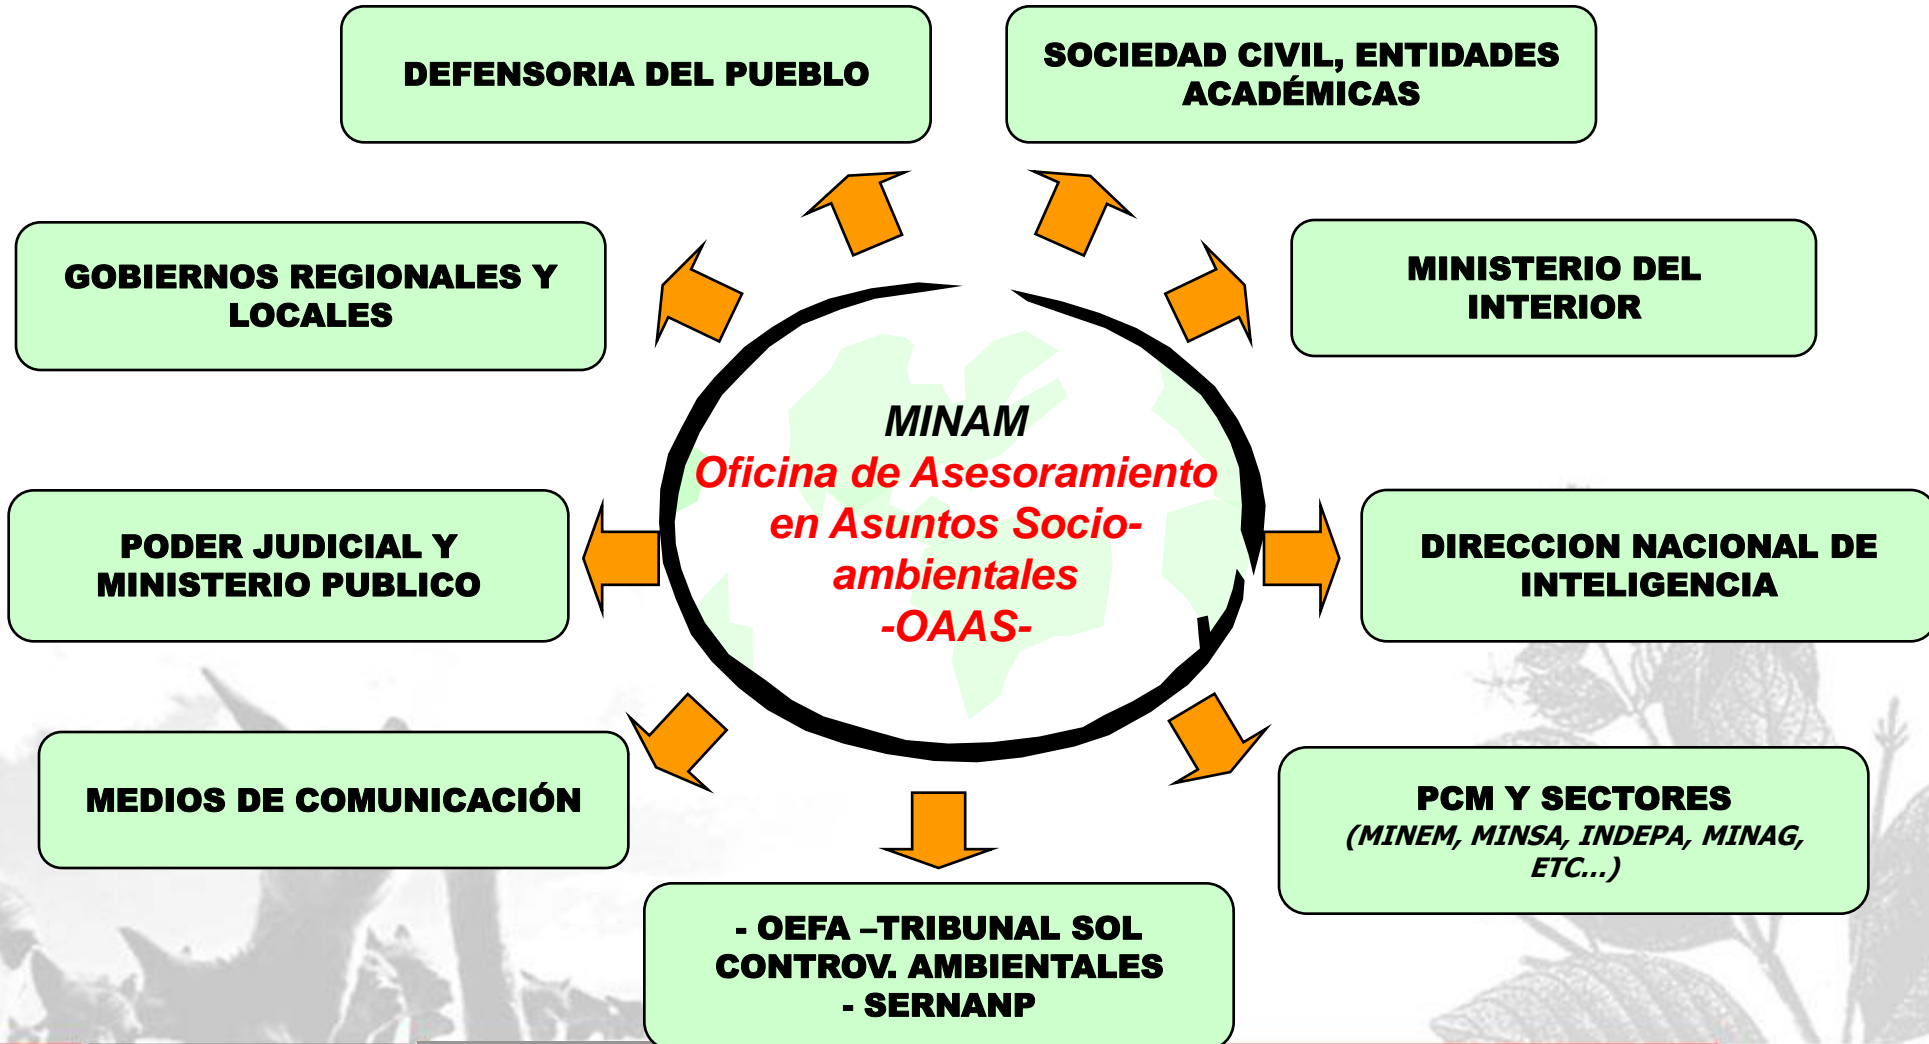 DEFENSORIA DEL PUEBLO
SOCIEDAD CIVIL, ENTIDADES
ACADÉMICAS
GOBIERNOS REGIONALES Y
LOCALES
MINISTERIO DEL
INTERIOR
MINAM
Oficina de Asesoramiento
en Asuntos Socio-
ambientales
-OAAS-
PODER JUDICIAL Y
MINISTERIO PUBLICO
DIRECCION NACIONAL DE
INTELIGENCIA
MEDIOS DE COMUNICACIÓN
PCM Y SECTORES
(MINEM, MINSA, INDEPA, MINAG,
ETC...)
- OEFA –TRIBUNAL SOL
CONTROV. AMBIENTALES
- SERNANP